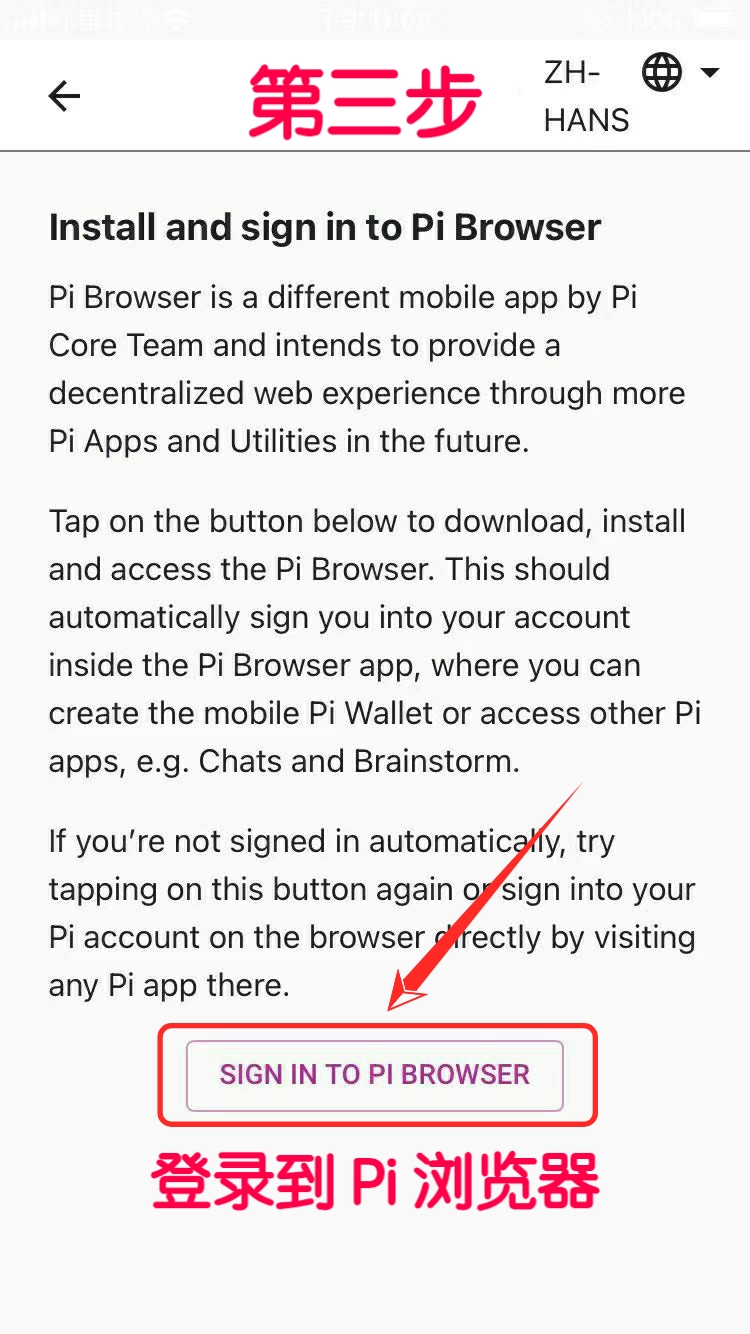 第三步
ZH-
HANS
Install and sign in to Pi Browser
Pi Browser is a different mobile app by Pi
Core Team and intends to provide a
decentralized web experience through more
Pi Apps and Utilities in the future.
Tap on the button below to download, install
and access the Pi Browser. This should
automatically sign you into your account
inside the Pi Browser app, where you can
create the mobile Pi Wallet or access other Pi
apps, e.g. Chats and Brainstorm.
If you’re not signed in automatically, try
tapping on this button again or sign into your
Pi account on the browser directly by visiting
any Pi app there.
SIGN IN TO PI BROWSER
登录到 Pi 浏览器